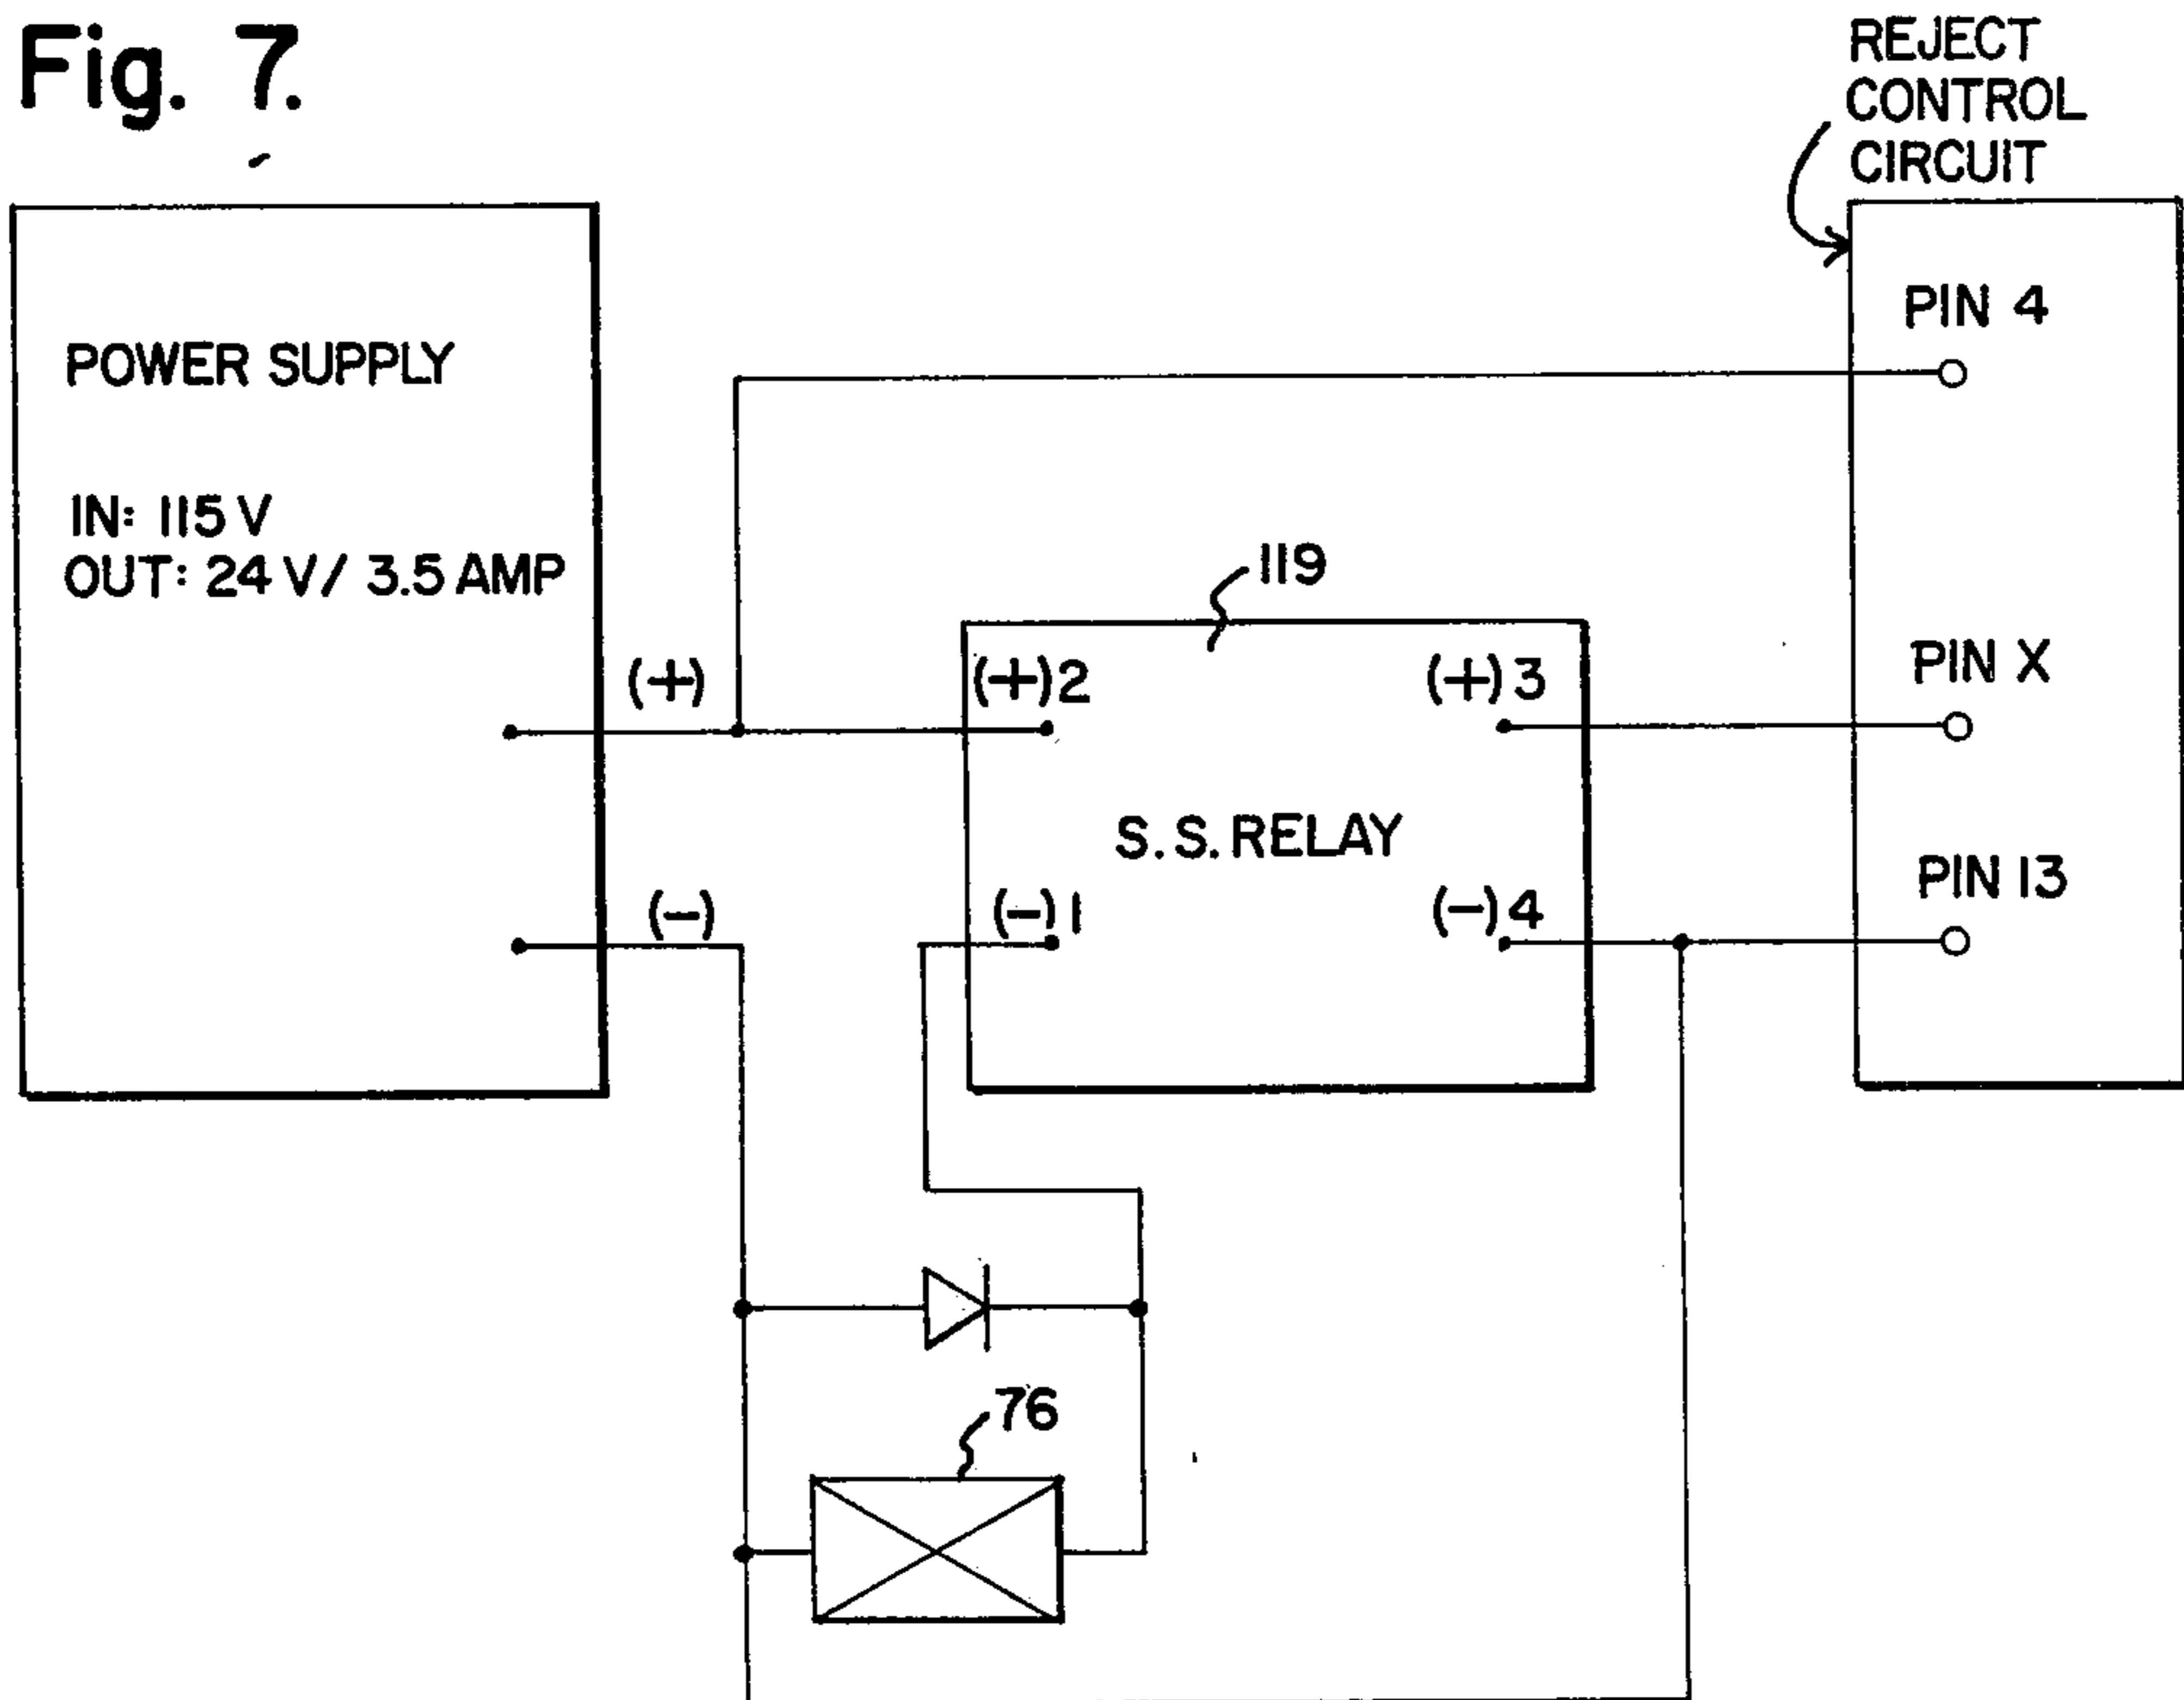 Fig. 7.
REJECT
CONTROL
CIRCUIT
PIN 4
POWER SUPPLY
IN: 115 V
OUT: 24 V/ 3.5 AMP
119
(+)
(+)2
(+)3
PIN X
S.S. RELAY
(-)
(-)1
(-)4
PIN 13
76